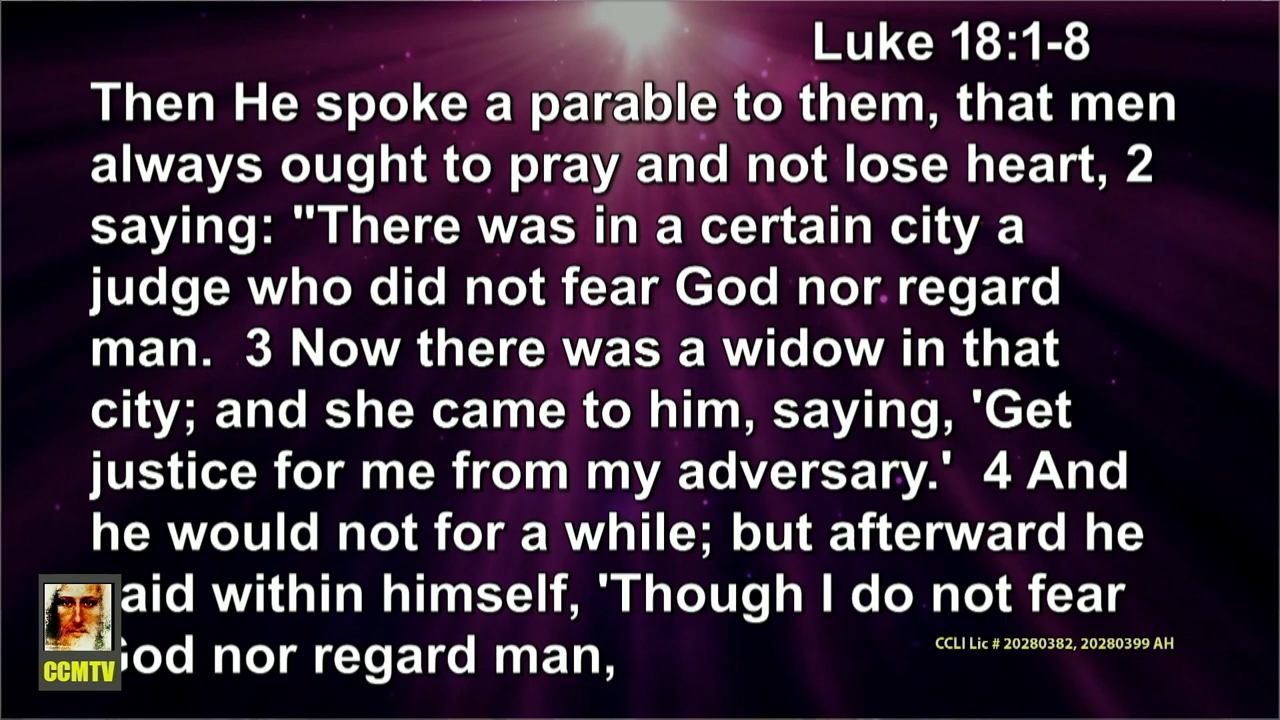 Luke 18:1-8
Then He spoke a parable to them, that men
always ought to pray and not lose heart, 2
saying: "There was in a certain city a
judge who did not fear God nor regard
man.  3 Now there was a widow in that
city; and she came to him, saying, 'Get
justice for me from my adversary.'  4 And
he would not for a while; but afterward he
aid within himself, 'Though I do not fear
God nor regard man,
CCLI Lic # 20280382, 20280399 AH
CCMTV